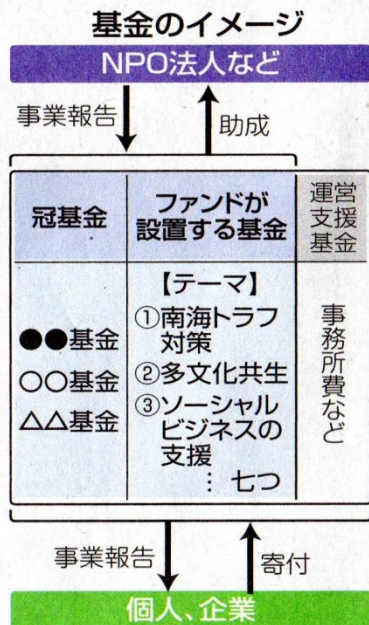 基金のイメージ
NPO法人など
事業報告
助成
冠基金
ファンドが
設置する基金
運営
支援
基金
●●基金
○○基金
△△基金
【テーマ】
①南海トラフ
対策
②多文化共生
③ソーシャル
ビジネスの
支援
… 七つ
事務所費など
事業報告
寄付
個人、企業